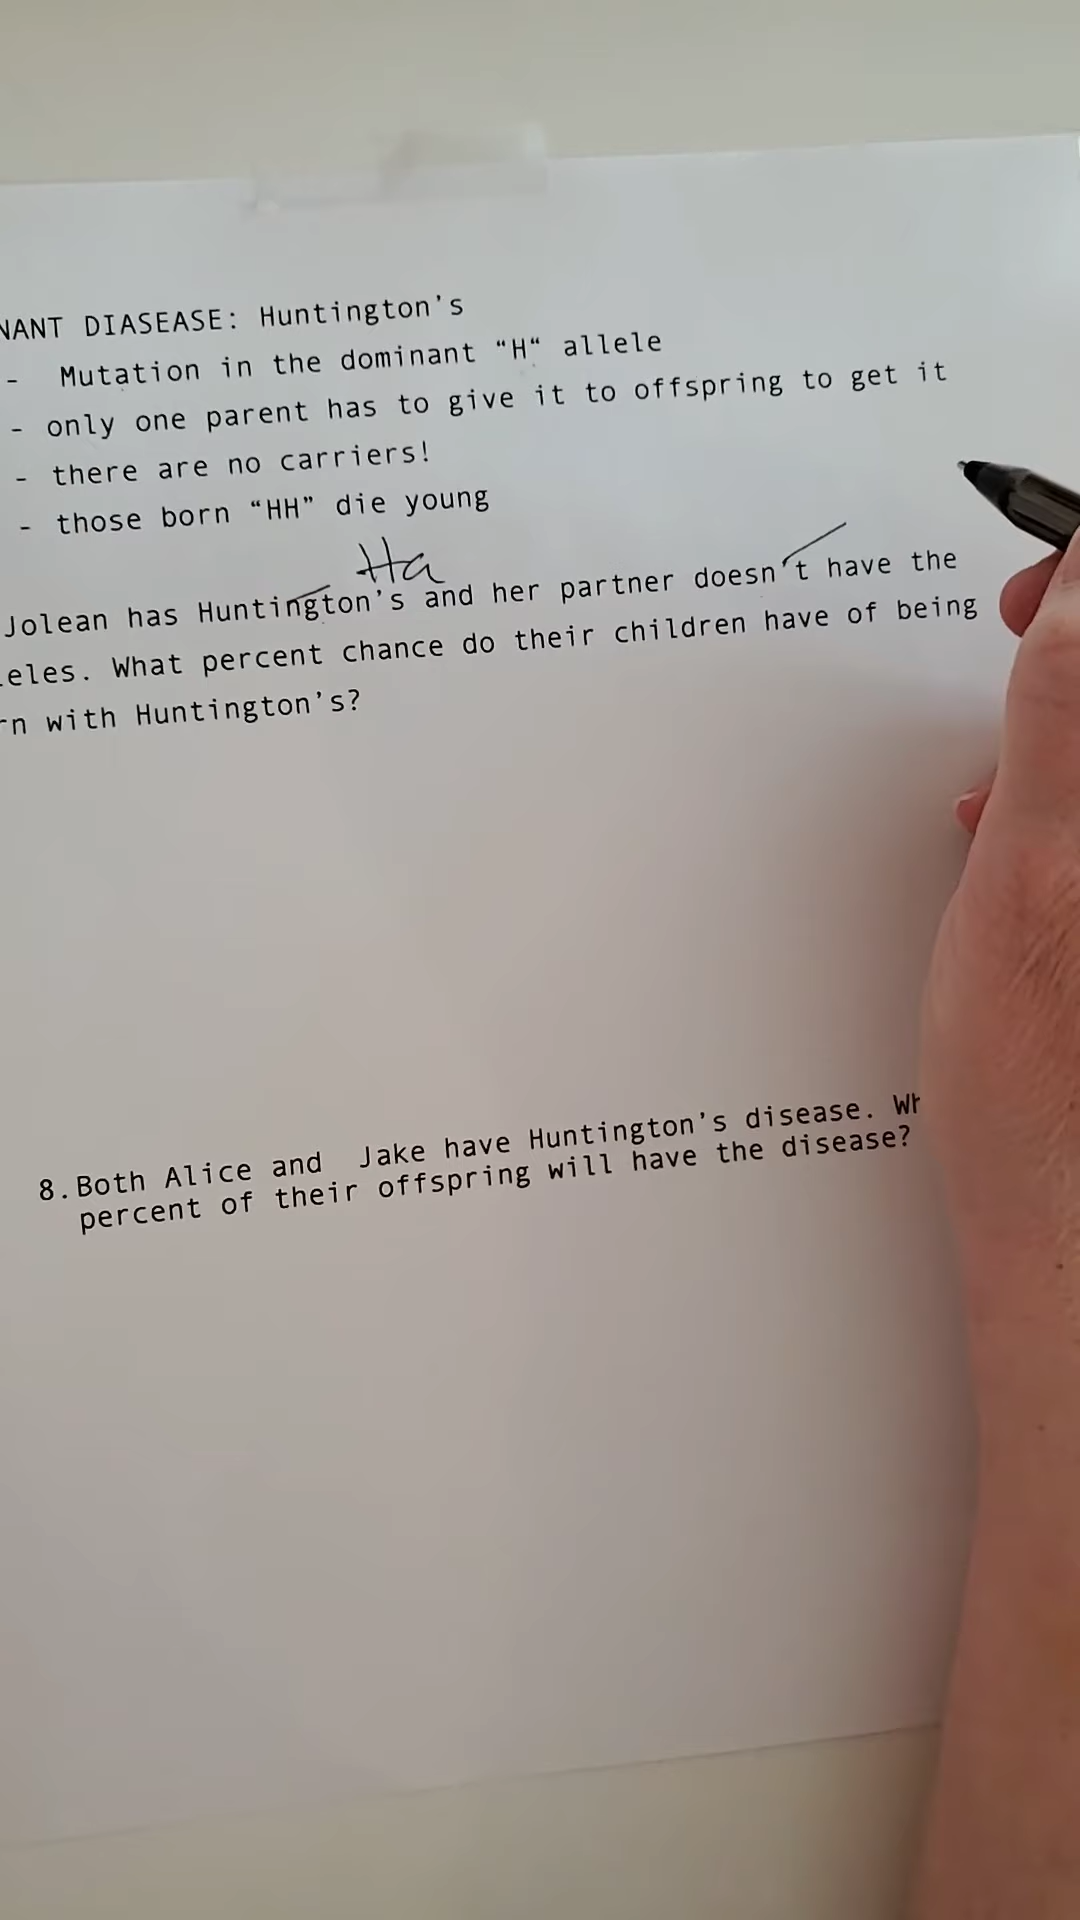 NANT DIASEASE: Huntington's
- Mutation in the dominant “H“ allele
- only one parent has to give it to offspring to get it
- there are no carriers!
- those born “HH” die young
Ha
Jolean has Huntington's and her partner doesn't have the
eles. What percent chance do their children have of being
rn with Huntington's?
8. Both Alice and Jake have Huntington's disease. Wh
percent of their offspring will have the disease?